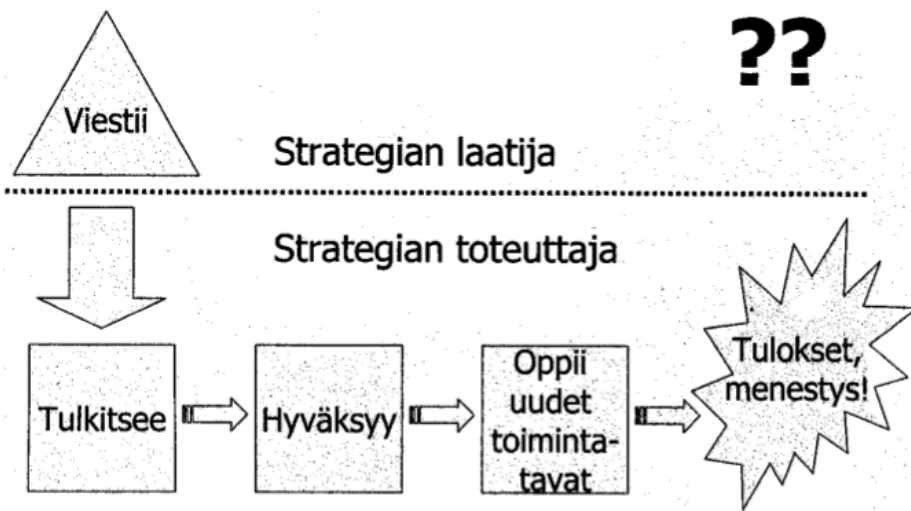 ??
Viestii
Strategian laatija
Strategian toteuttaja
Tulkitsee
Hyväksyy
Oppii
uudet
toiminta-
tavat
Tulokset,
menestys!